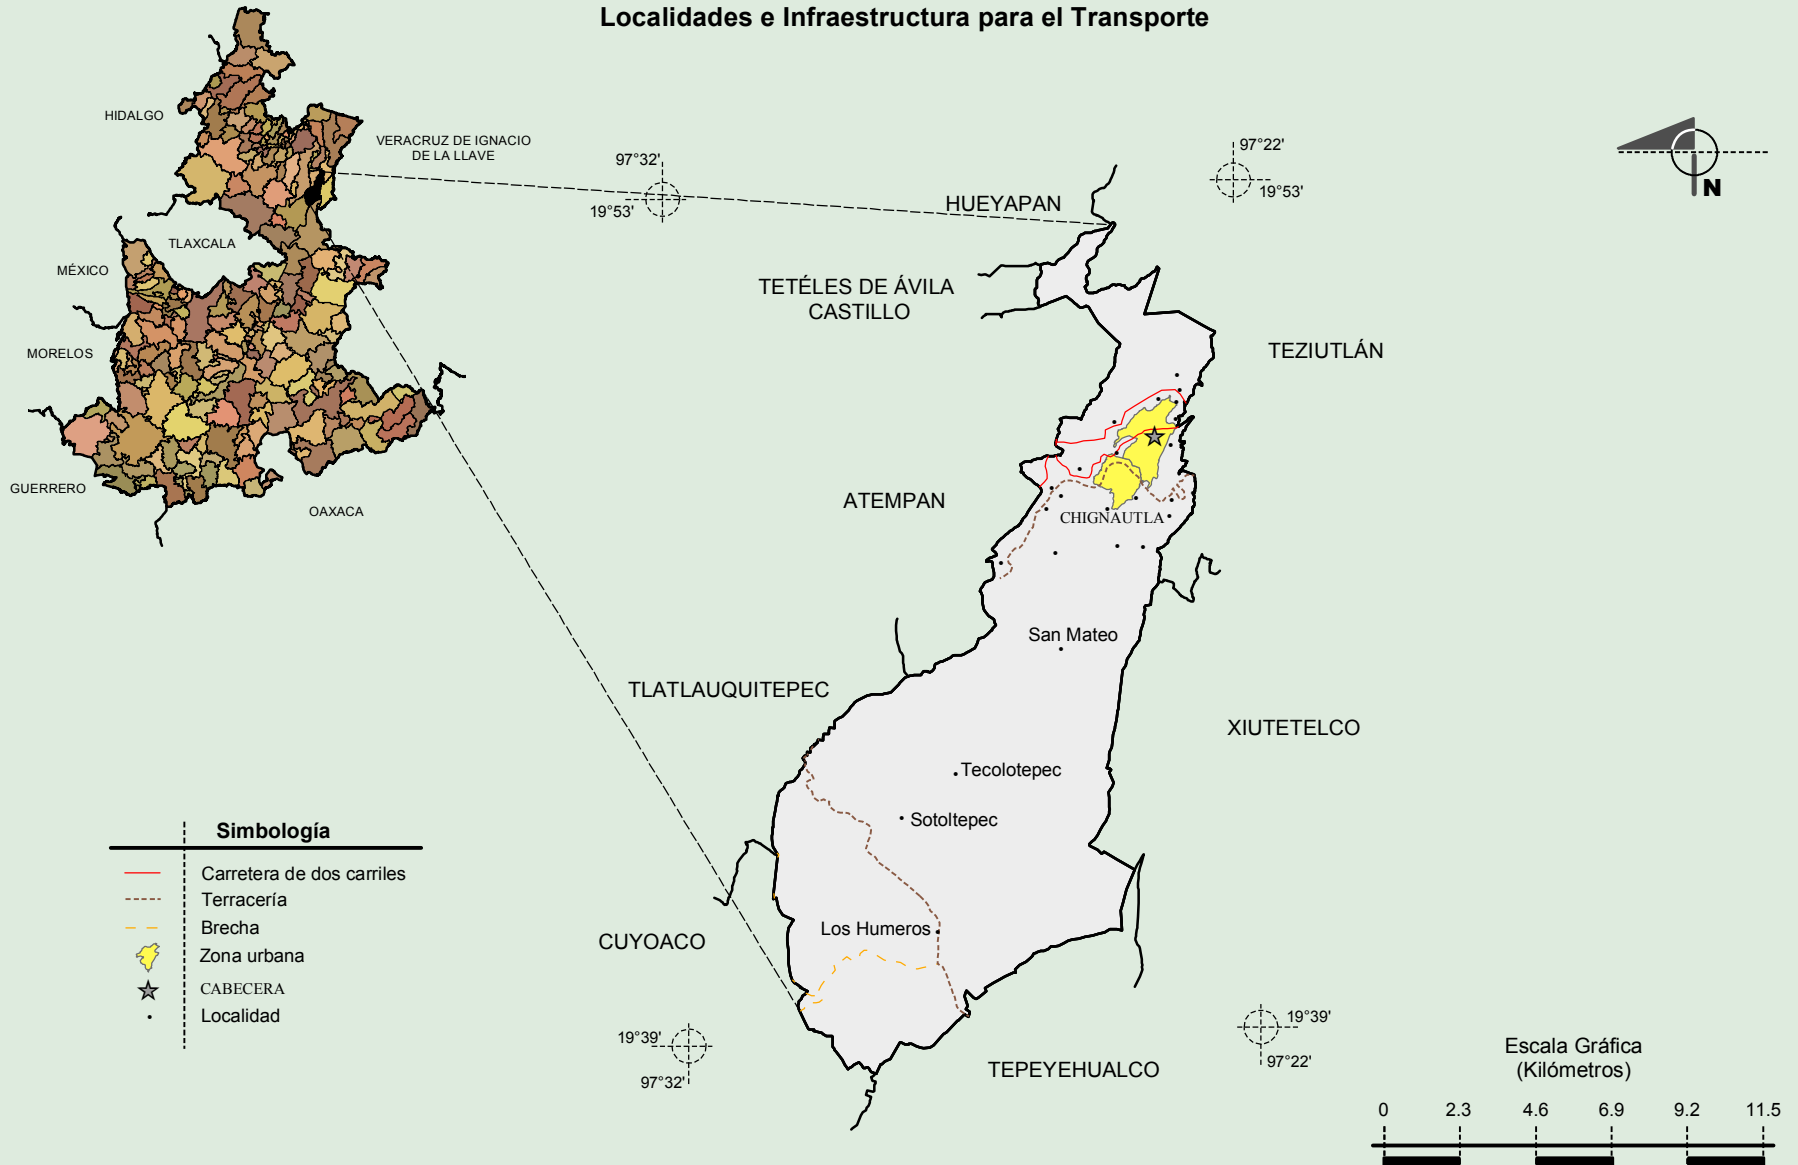 Localidades e Infraestructura para el Transporte
HIDALGO
VERACRUZ DE IGNACIO
DE LA LLAVE
TLAXCALA
MÉXICO
MORELOS
GUERRERO
OAXACA
97°32'
19°53'
97°22'
19°53'
N
HUEYAPAN
TETÉLES DE ÁVILA
CASTILLO
TEZIUTLÁN
ATEMPAN
CHIGNAUTLA
San Mateo
TLATLAUQUITEPEC
XIUTETELCO
Tecolotepec
Sotoltepec
Los Humeros
CUYOACO
TEPEYEHUALCO
19°39'
97°32'
19°39'
97°22'
Simbología
Carretera de dos carriles
Terracería
Brecha
Zona urbana
CABECERA
Localidad
Escala Gráfica
(Kilómetros)
0 2.3 4.6 6.9 9.2 11.5